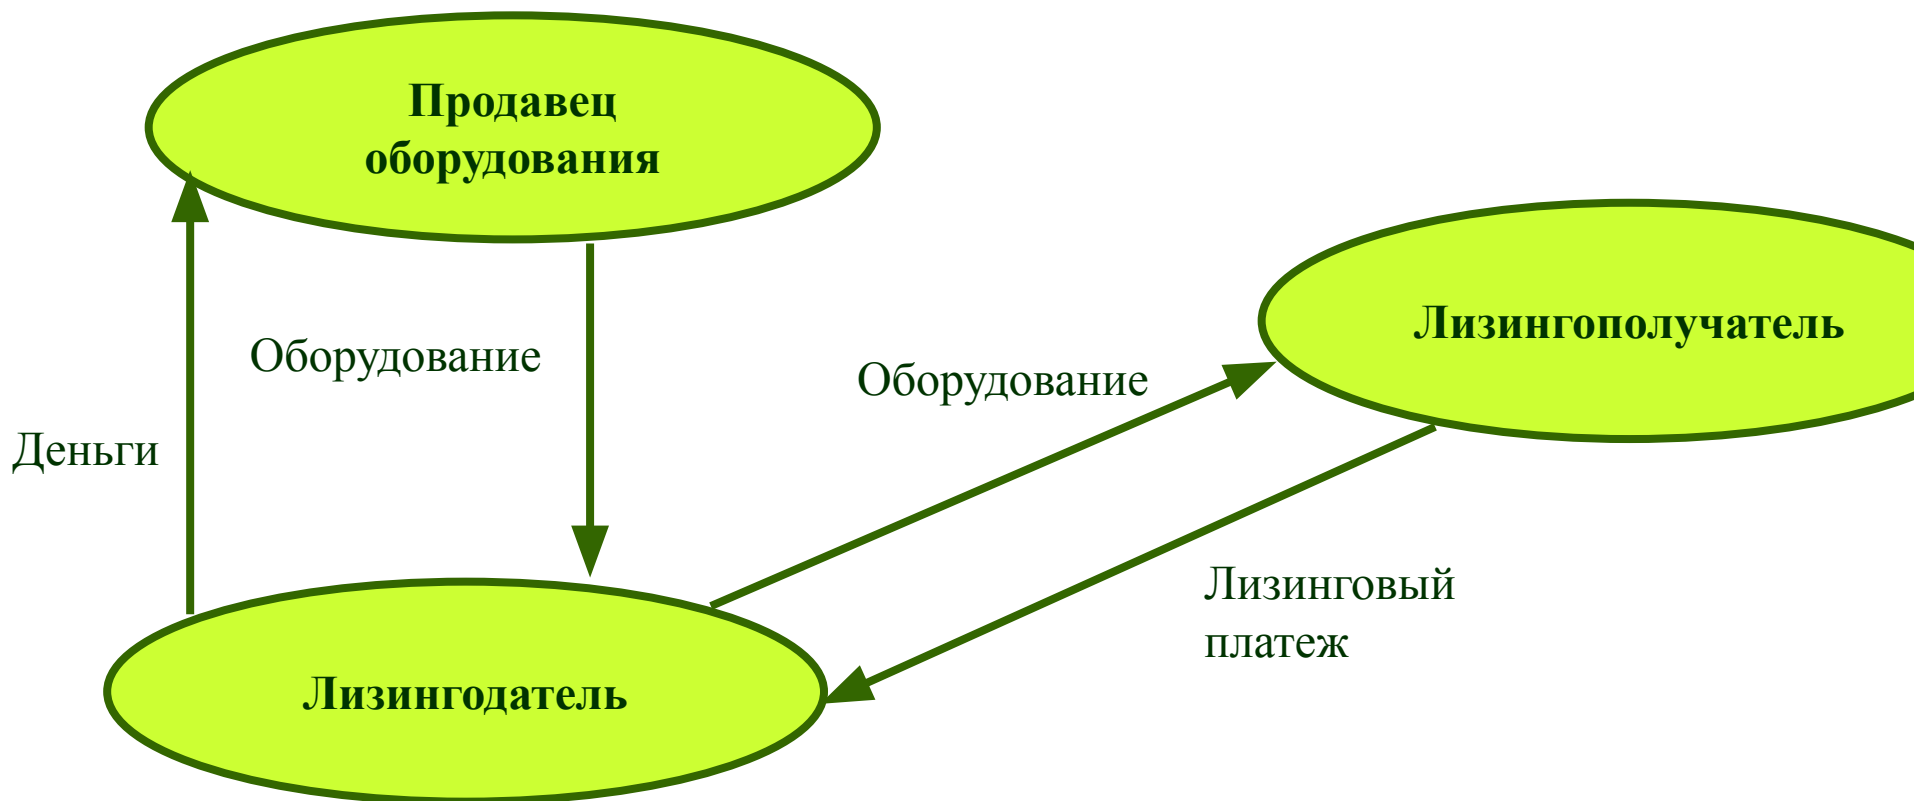 Продавец
оборудования
Лизингополучатель
Оборудование
Оборудование
Деньги
Лизинговый
платеж
Лизингодатель